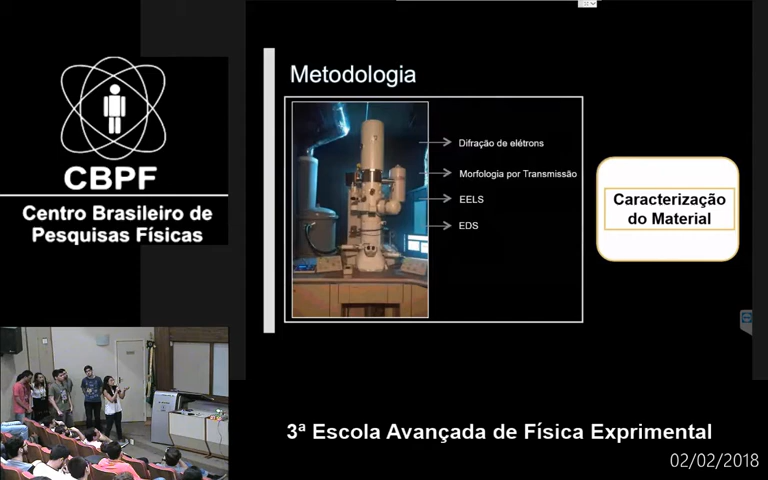 Metodologia
CBPF
Centro Brasileiro de
Pesquisas Físicas
Difração de elétrons
Morfologia por Transmissão
EELS
EDS
Caracterização
do Material
3ª Escola Avançada de Física Exprimental
02/02/2018